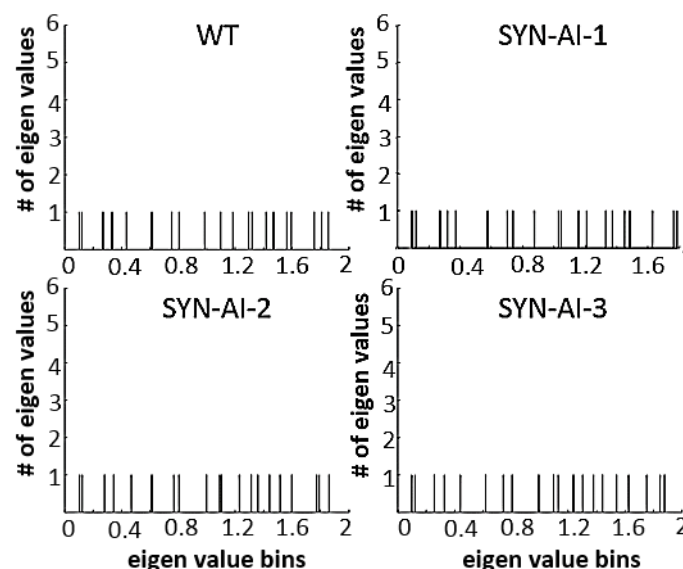 WT
# of eigen values
6
5
4
3
2
1
0 0.4 0.8 1.2 1.6 2
SYN-AI-1
# of eigen values
6
5
4
3
2
1
0 0.4 0.8 1.2 1.6
SYN-AI-2
# of eigen values
6
5
4
3
2
1
0 0.4 0.8 1.2 1.6 2
eigen value bins
SYN-AI-3
# of eigen values
6
5
4
3
2
1
0 0.4 0.8 1.2 1.6 2
eigen value bins